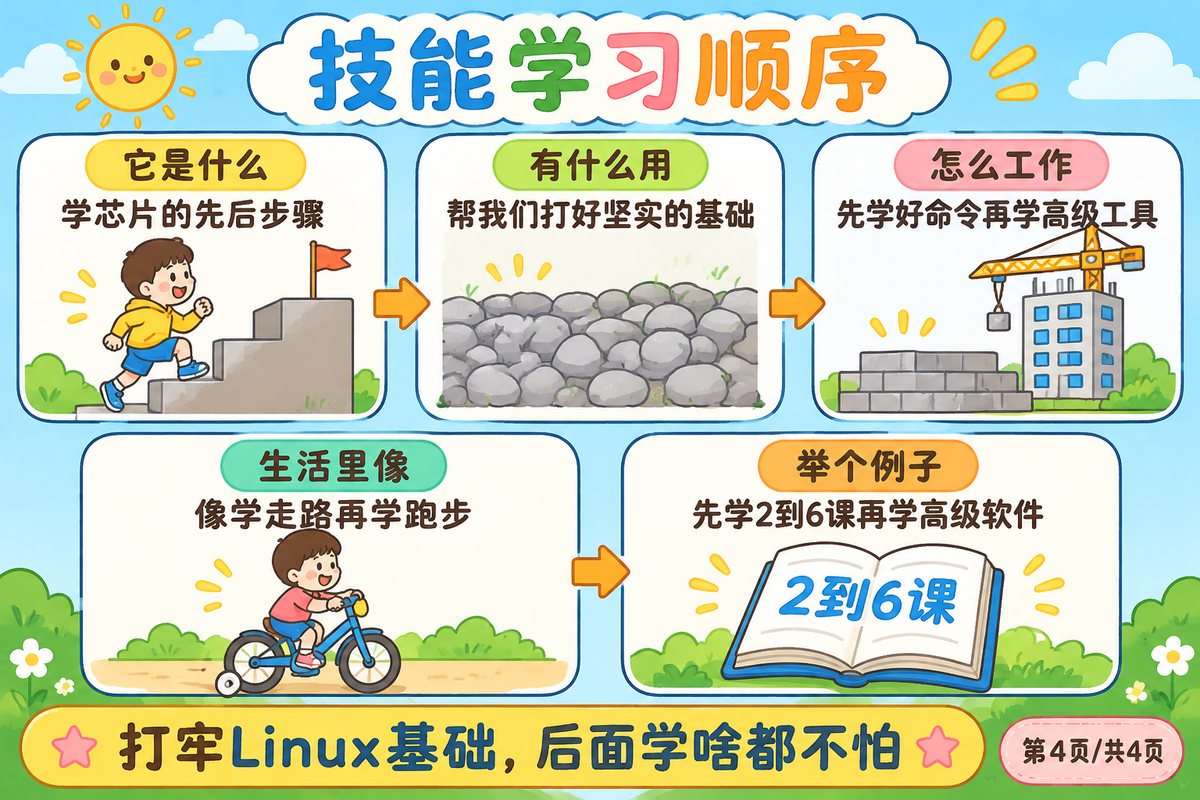 技能学习顺序
它是什么
学芯片的先后步骤
有什么用
帮我们打好坚实的基础
怎么工作
先学好命令再学高级工具
生活里像
像学走路再学跑步
举个例子
先学2到6课再学高级软件
2到6课
打牢Linux基础，后面学啥都不怕
第4页/共4页